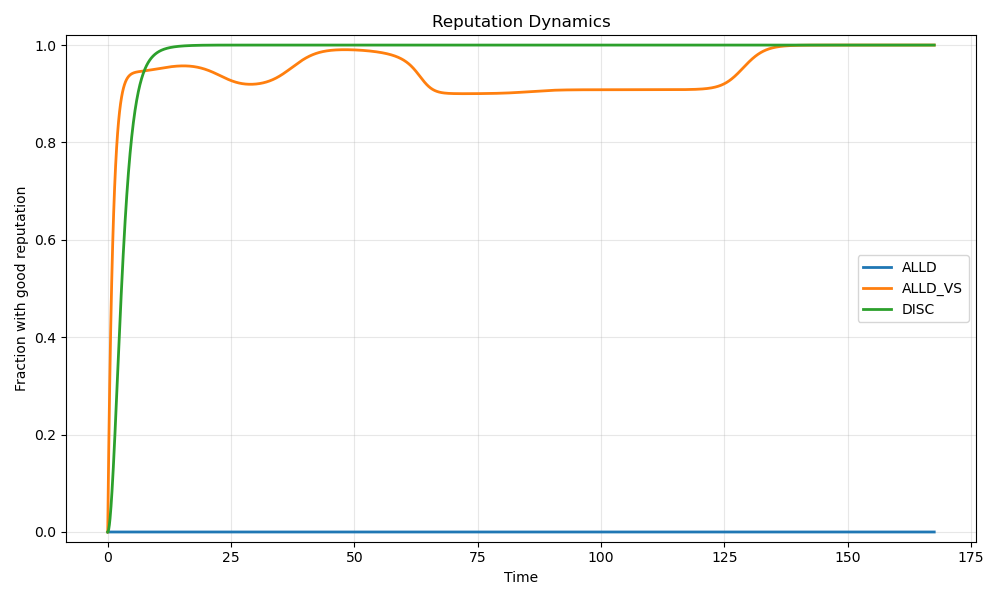 Reputation Dynamics
Fraction with good reputation
1.0
0.8
0.6
0.4
0.2
0.0
ALLD
ALLD_VS
DISC
0 25 50 75 100 125 150 175
Time